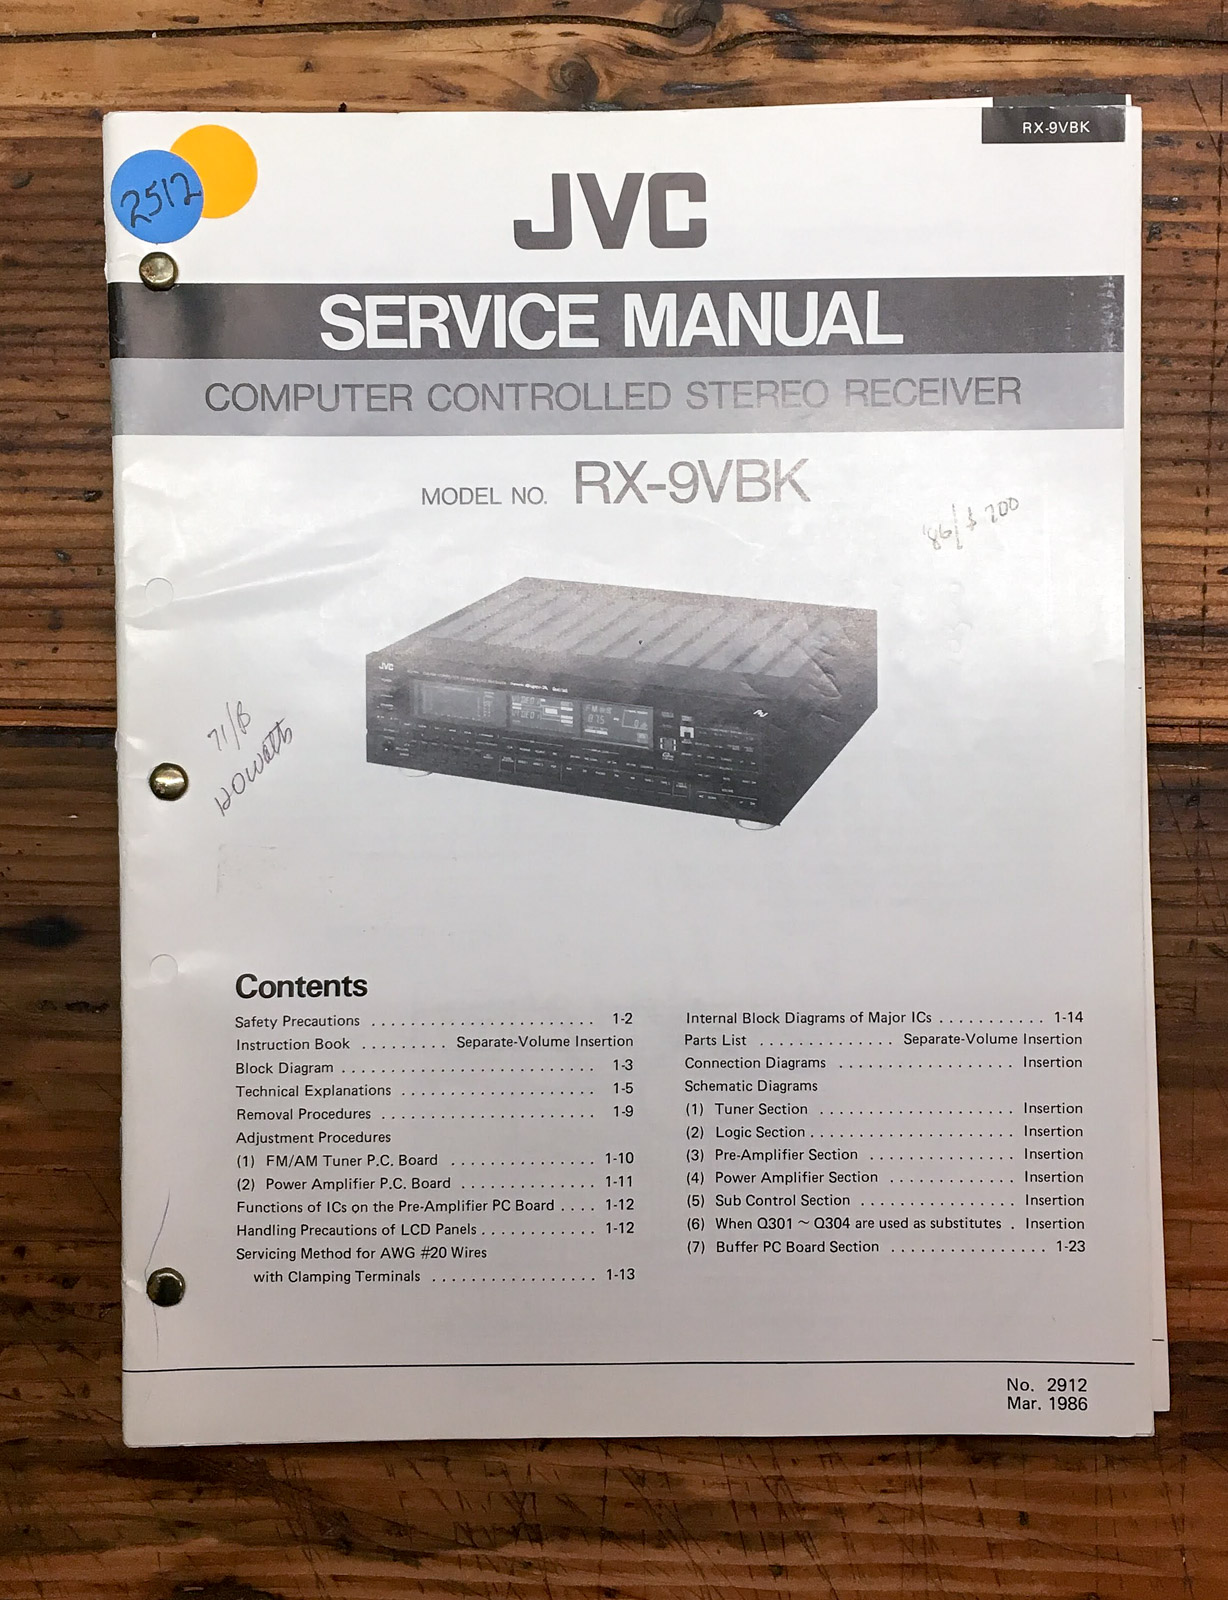 RX-9VBK
2512
JVC
SERVICE MANUAL
COMPUTER CONTROLLED STEREO RECEIVER
MODEL NO. RX-9VBK
'86/$200
JVC
71/B
120watts
Contents
Safety Precautions ....................... 1-2
Instruction Book ......... Separate-Volume Insertion
Block Diagram .......................... 1-3
Technical Explanations .................... 1-5
Removal Procedures ...................... 1-9
Adjustment Procedures
(1) FM/AM Tuner P.C. Board ............... 1-10
(2) Power Amplifier P.C. Board .............. 1-11
Functions of ICs on the Pre-Amplifier PC Board .... 1-12
Handling Precautions of LCD Panels ............ 1-12
Servicing Method for AWG #20 Wires
with Clamping Terminals ................. 1-13
Internal Block Diagrams of Major ICs ........... 1-14
Parts List .............. Separate-Volume Insertion
Connection Diagrams .................. Insertion
Schematic Diagrams
(1) Tuner Section .................... Insertion
(2) Logic Section ..................... Insertion
(3) Pre-Amplifier Section ............... Insertion
(4) Power Amplifier Section ............. Insertion
(5) Sub Control Section ................ Insertion
(6) When Q301 ~ Q304 are used as substitutes . Insertion
(7) Buffer PC Board Section ................ 1-23
No. 2912
Mar. 1986